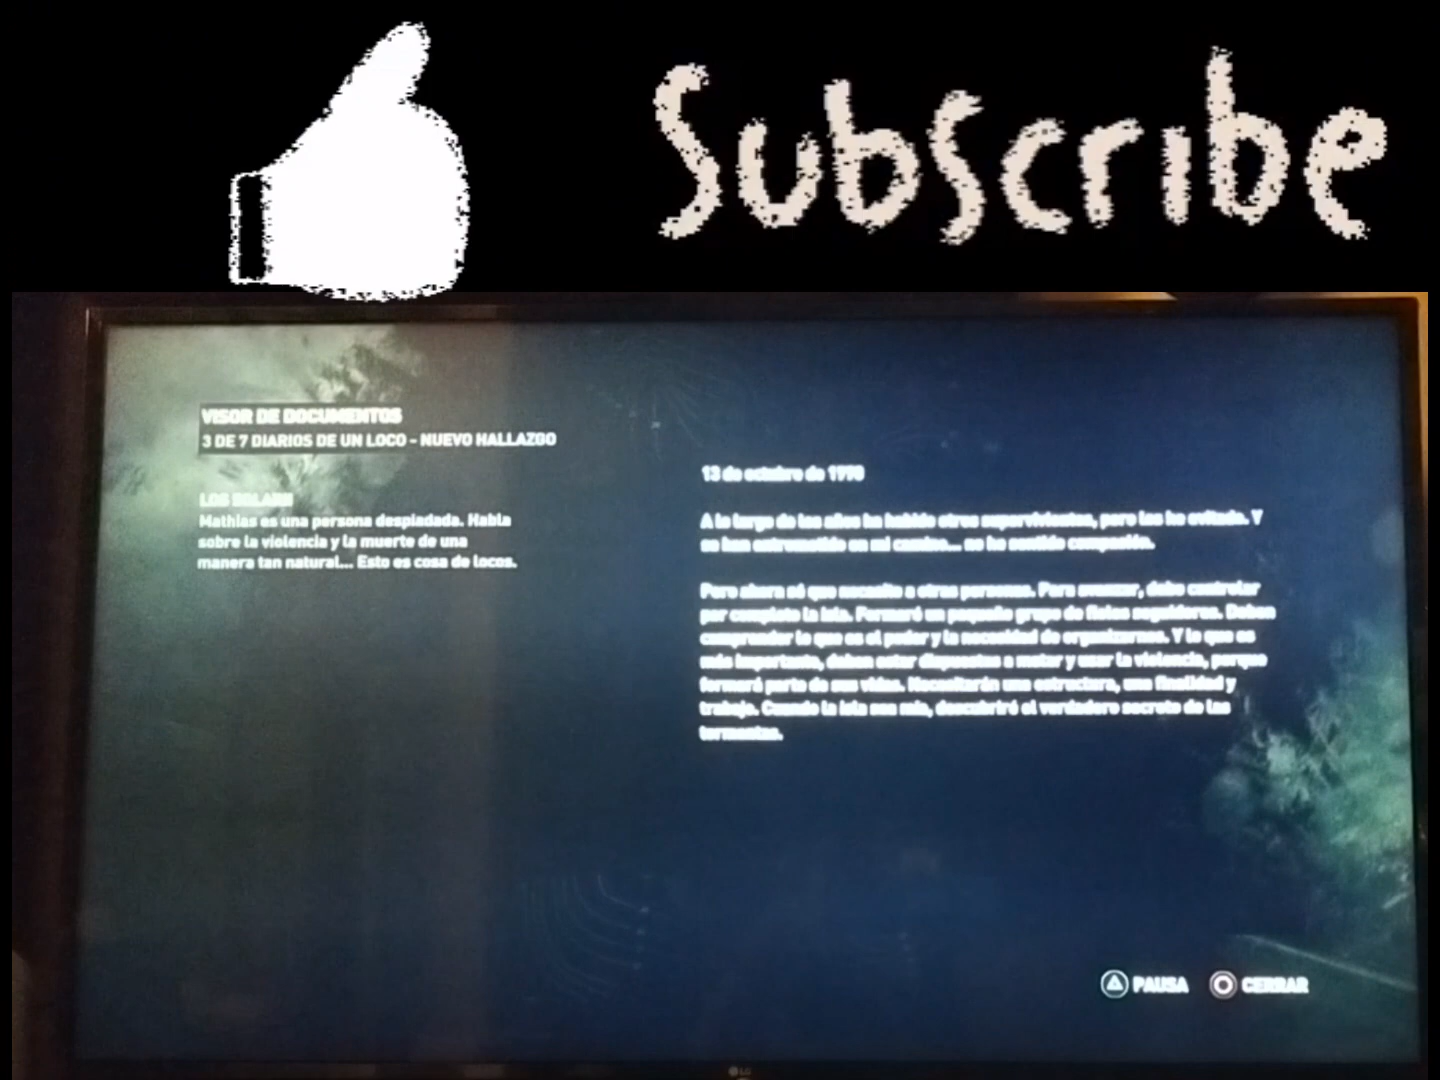 Subscribe
VISOR DE DOCUMENTOS
3 DE 7 DIARIOS DE UN LOCO - NUEVO HALLAZGO
LOS SOLARII
Mathias es una persona despiadada. Habla
sobre la violencia y la muerte de una
manera tan natural... Esto es cosa de locos.
13 de octubre de
A lo largo de los años ha habido otros supervivientes, pero los he evitado. Y
se han entrometido en mi camino... no he sentido compasión.
Pero ahora sé que necesito a otras personas. Para avanzar, debo controlar
por completo la isla. Formaré un pequeño grupo de fieles seguidores. Deben
comprender lo que es el poder y la necesidad de organizarnos. Y lo que es
más importante, deben estar dispuestos a matar y usar la violencia, porque
formará parte de sus vidas. Necesitarán una estructura, una finalidad y
trabajo. Cuando la isla sea mía, descubriré el verdadero secreto de las
tormentas.
PAUSA CERRAR
LG